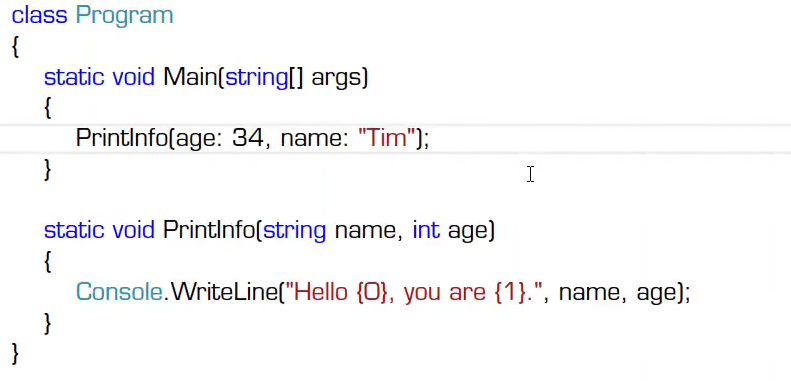 class Program
{
static void Main(string[] args)
{
PrintInfo(age: 34, name: "Tim");
}
static void PrintInfo(string name, int age)
{
Console.WriteLine("Hello {0}, you are {1}.", name, age);
}
}